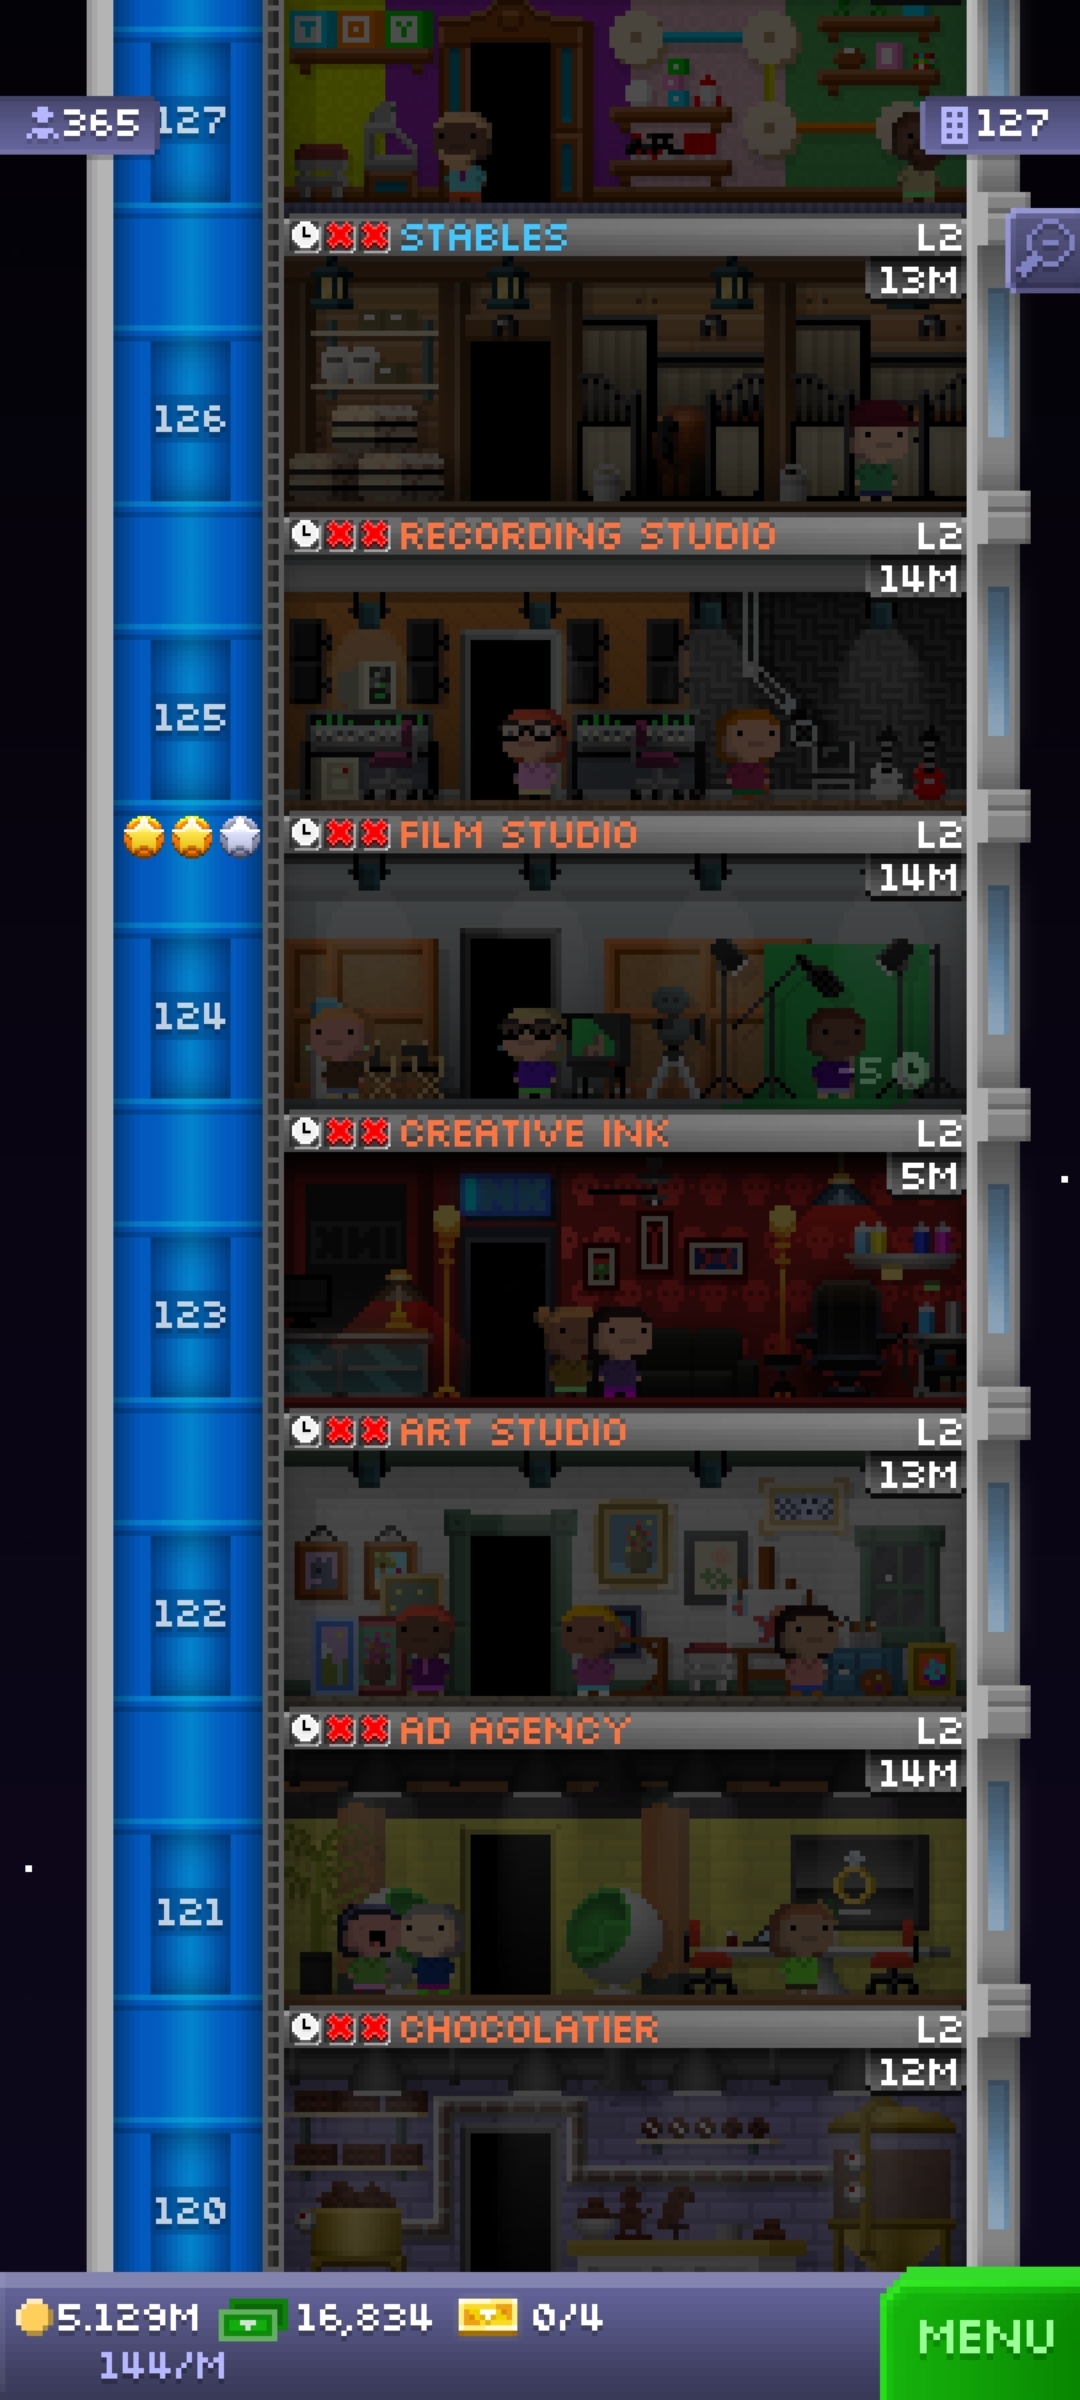 TOY
127
365
127
STABLES L2
13M
126
RECORDING STUDIO L2
14M
125
FILM STUDIO L2
14M
124
-5
CREATIVE INK L2
5M
INK
123
ART STUDIO L2
13M
122
AD AGENCY L2
14M
121
CHOCOLATIER L2
12M
120
5.129M 16,834 0/4
144/M
MENU